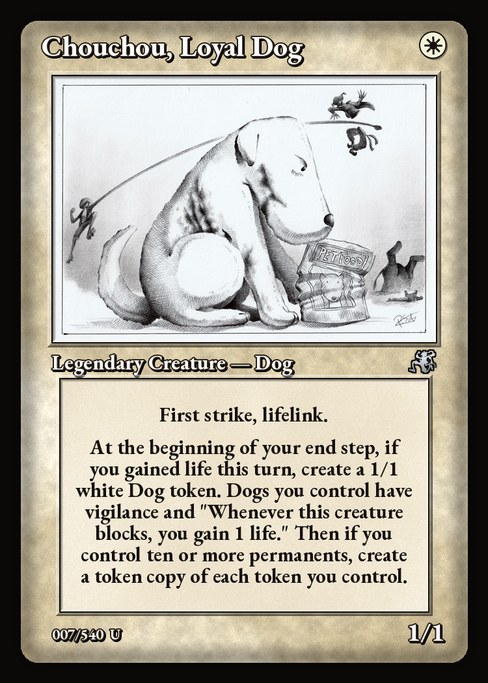 Chouchou, Loyal Dog
PET FOOD!
Legendary Creature — Dog
First strike, lifelink.
At the beginning of your end step, if
you gained life this turn, create a 1/1
white Dog token. Dogs you control have
vigilance and "Whenever this creature
blocks, you gain 1 life." Then if you
control ten or more permanents, create
a token copy of each token you control.
007/540 U
1/1